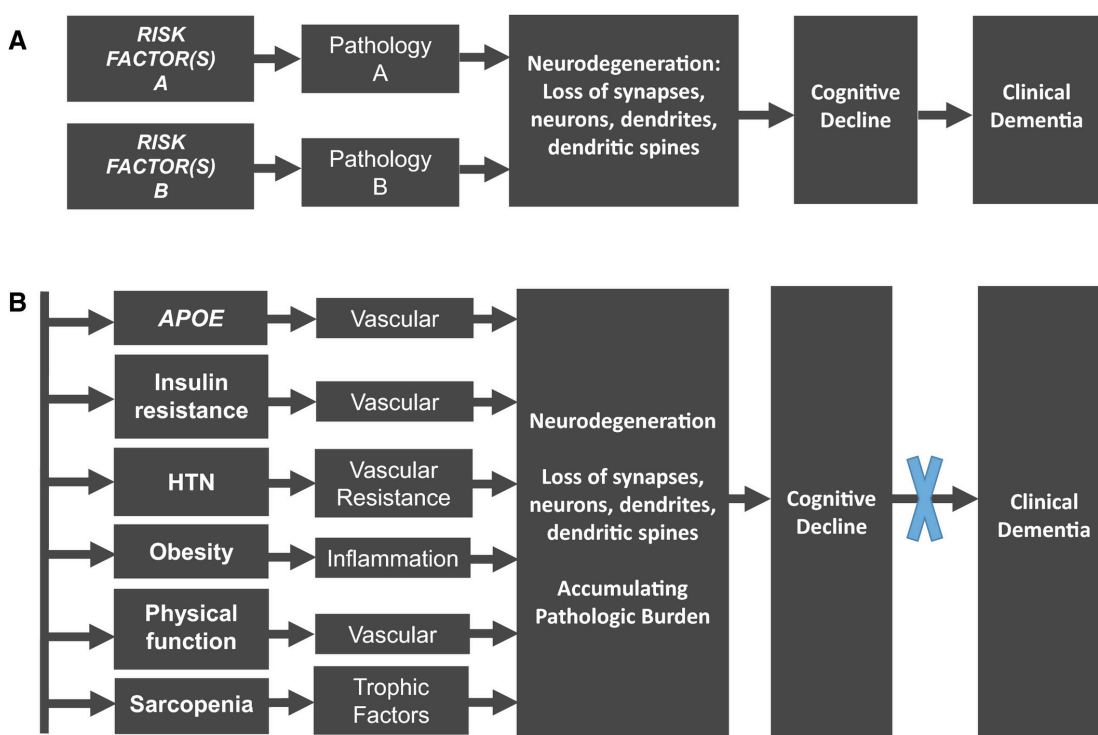 A
RISK
FACTOR(S)
A
Pathology
A
RISK
FACTOR(S)
B
Pathology
B
Neurodegeneration:
Loss of synapses,
neurons, dendrites,
dendritic spines
Cognitive
Decline
Clinical
Dementia
B
APOE
Vascular
Insulin
resistance
Vascular
HTN
Vascular
Resistance
Obesity
Inflammation
Physical
function
Vascular
Sarcopenia
Trophic
Factors
Neurodegeneration
Loss of synapses,
neurons, dendrites,
dendritic spines
Accumulating
Pathologic Burden
Cognitive
Decline
Clinical
Dementia